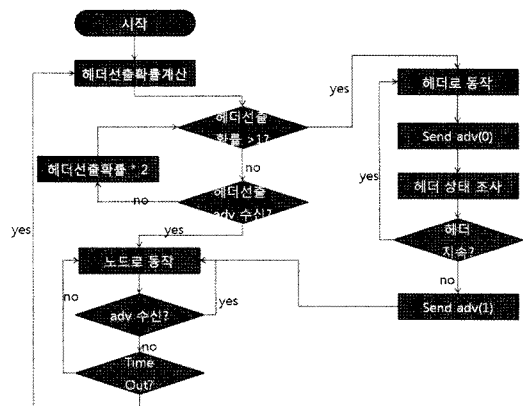 시작
헤더선출확률계산
yes
헤더로 동작
헤더선출
확률 >1?
Send adv(0)
no
헤더선출확률 * 2
yes
헤더 상태 조사
헤더선출
adv 수신?
no
yes
yes
헤더
지속?
노드로 동작
no
no
yes
Send adv(1)
adv 수신?
no
Time
Out?